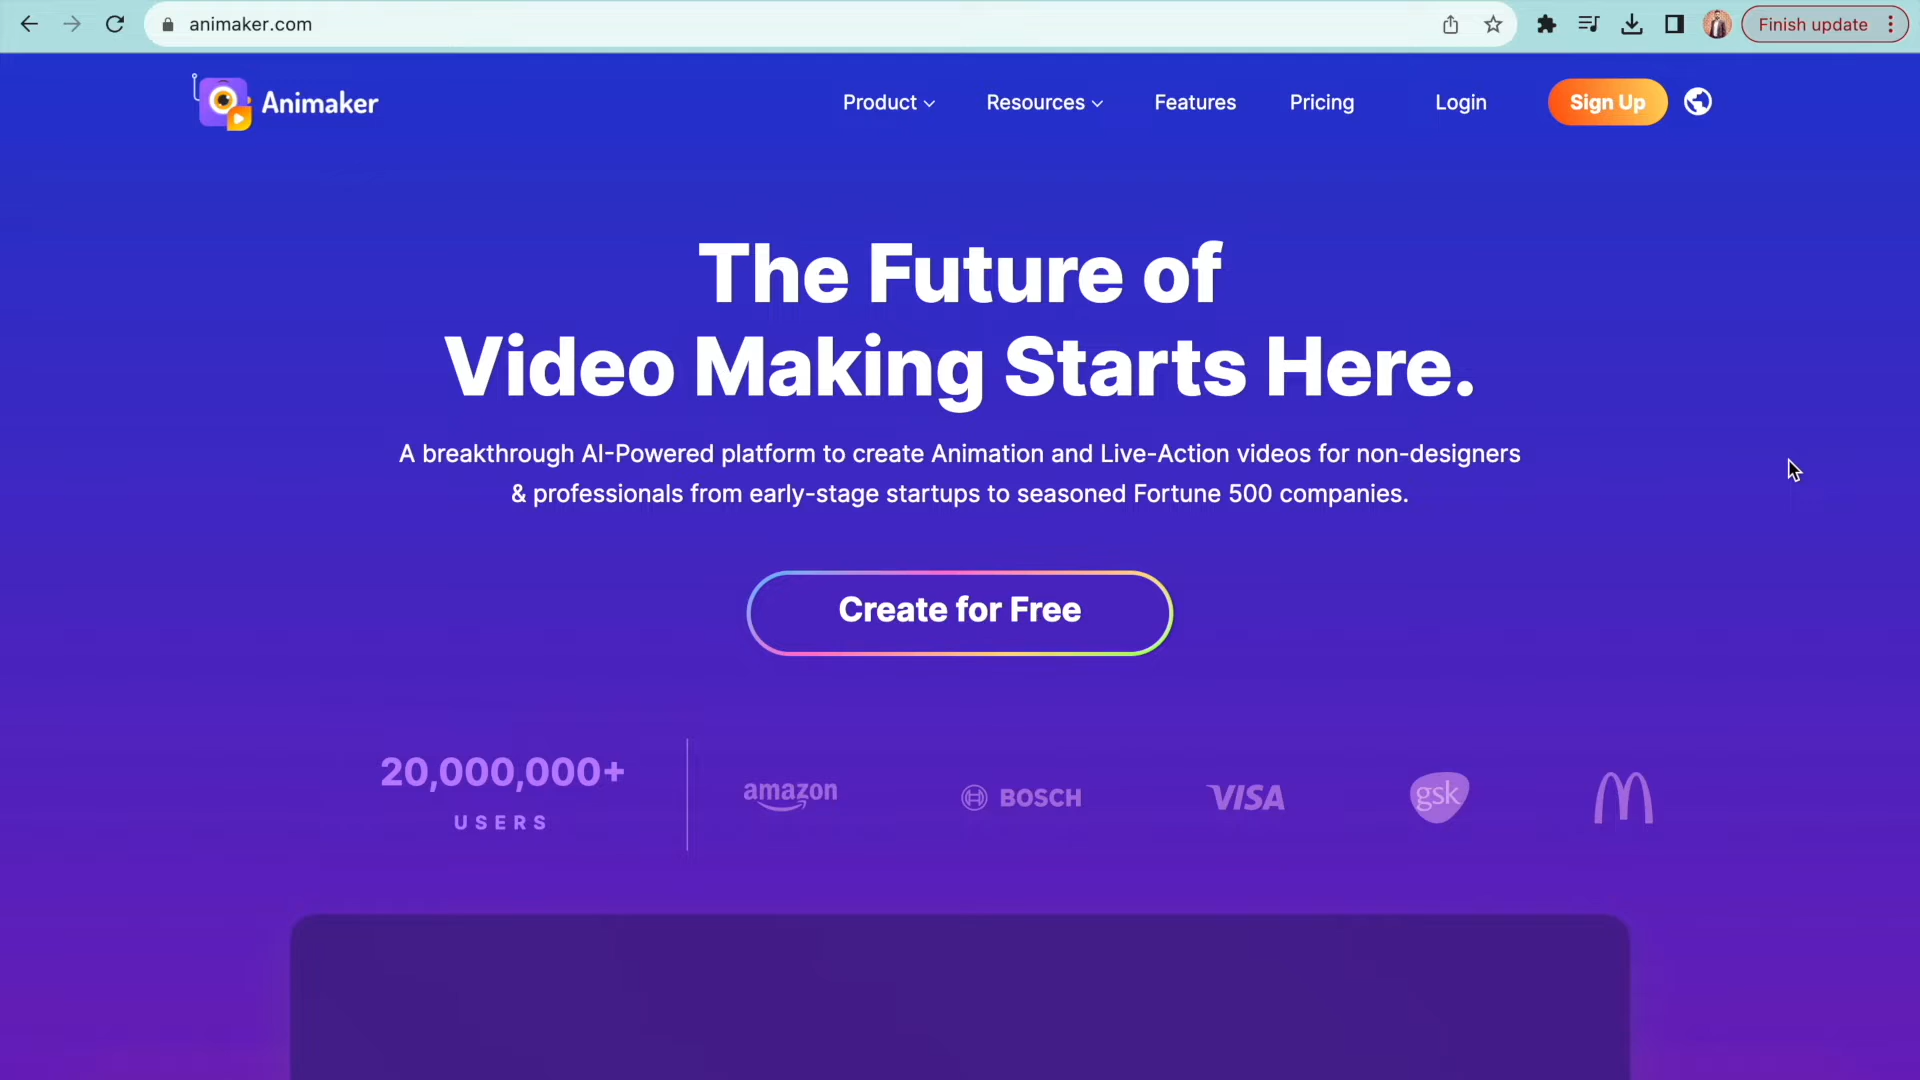 animaker.com
Finish update
Animaker
Product
Resources
Features
Pricing
Login
Sign Up
The Future of
Video Making Starts Here.
A breakthrough AI-Powered platform to create Animation and Live-Action videos for non-designers
& professionals from early-stage startups to seasoned Fortune 500 companies.
Create for Free
20,000,000+
USERS
amazon
BOSCH
VISA
gsk